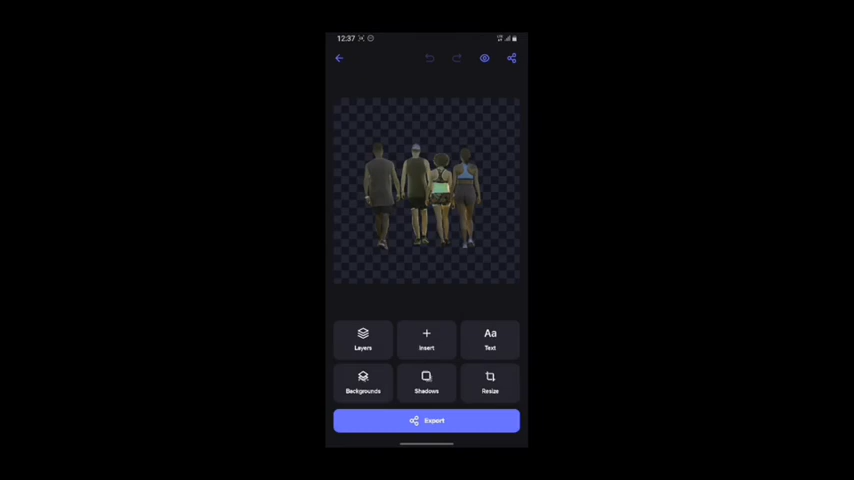 12:37
Layers
Insert
Aa
Text
Backgrounds
Shadows
Resize
Export